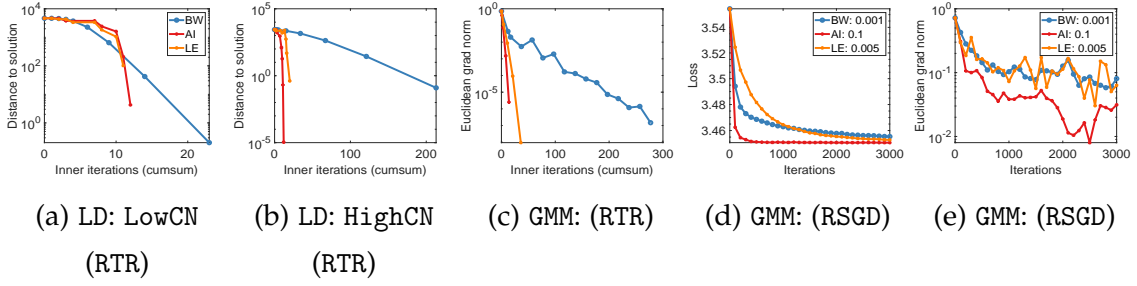 Distance to solution
10^4
10^2
10^0
0
10
20
Inner iterations (cumsum)
BW
AI
LE
Distance to solution
10^5
10^0
10^-5
0
100
200
Inner iterations (cumsum)
Euclidean grad norm
10^0
10^-5
0
100
200
300
Inner iterations (cumsum)
Loss
3.54
3.52
3.5
3.48
3.46
0
1000
2000
3000
Iterations
BW: 0.001
AI: 0.1
LE: 0.005
Euclidean grad norm
10^0
10^-1
10^-2
0
1000
2000
3000
Iterations
BW: 0.001
AI: 0.1
LE: 0.005
(a) LD: LowCN
(RTR)
(b) LD: HighCN
(RTR)
(c) GMM: (RTR)
(d) GMM: (RSGD)
(e) GMM: (RSGD)